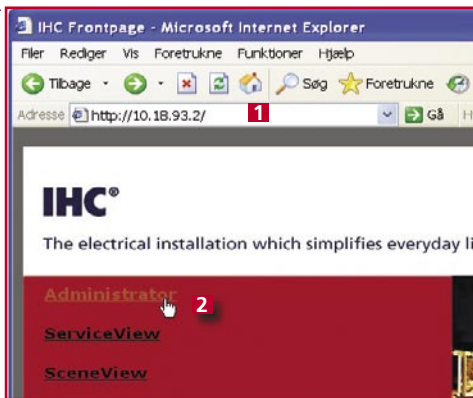 IHC Frontpage - Microsoft Internet Explorer
Filer Rediger Vis Foretrukne Funktioner Hjælp
Tilbage Søg Foretrukne
Adresse http://10.18.93.2/ 1 Gå H
IHC®
The electrical installation which simplifies everyday li
Administrator 2
ServiceView
SceneView